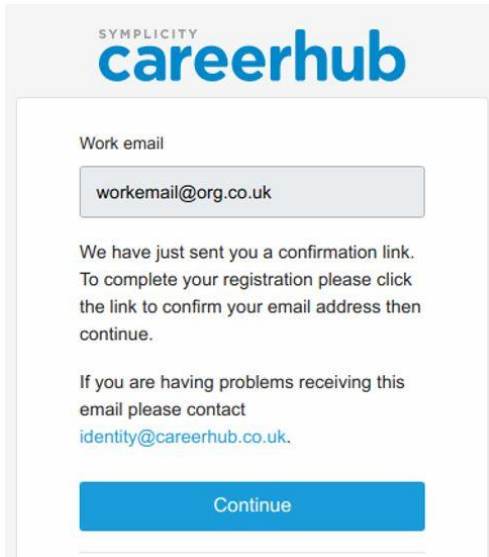 SYMPLICITY
careerhub
Work email
workemail@org.co.uk
We have just sent you a confirmation link.
To complete your registration please click
the link to confirm your email address then
continue.
If you are having problems receiving this
email please contact
identity@careerhub.co.uk.
Continue